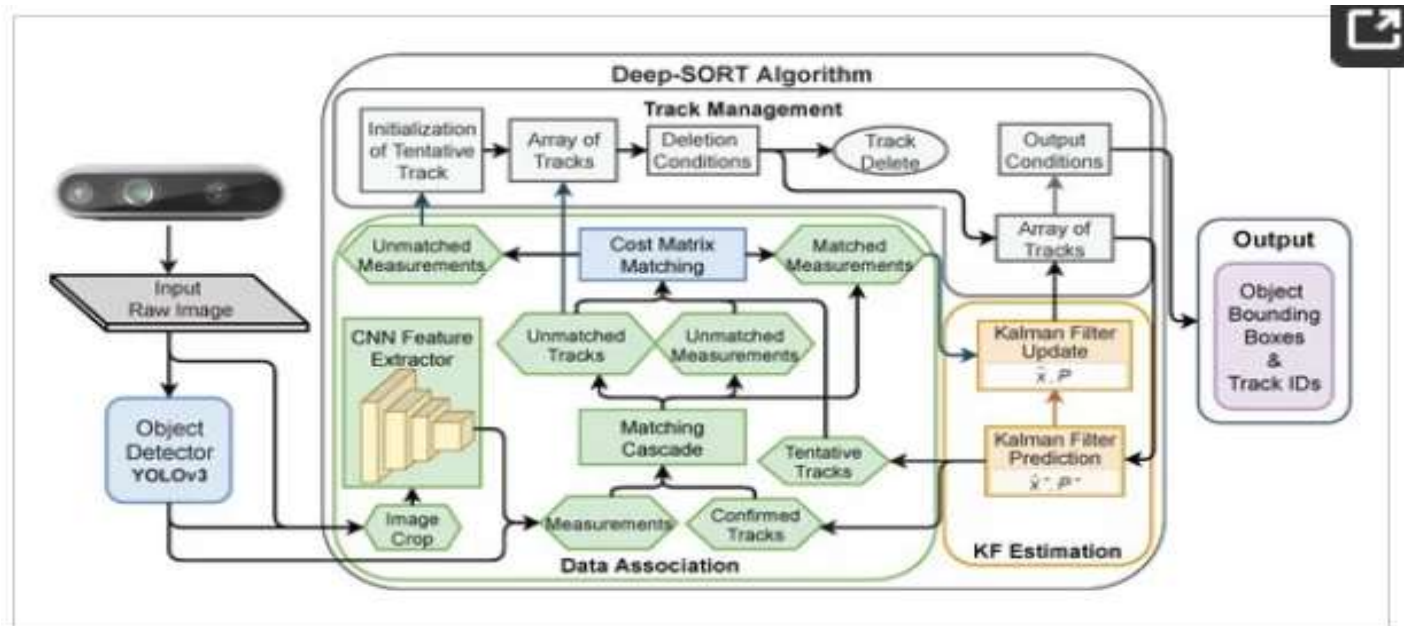 Deep-SORT Algorithm
Track Management
Initialization
of Tentative
Track
Array of
Tracks
Deletion
Conditions
Track
Delete
Output
Conditions
Array of
Tracks
Input
Raw Image
Object
Detector
YOLOv3
Unmatched
Measurements
Cost Matrix
Matching
Matched
Measurements
CNN Feature
Extractor
Unmatched
Tracks
Unmatched
Measurements
Matching
Cascade
Tentative
Tracks
Image
Crop
Measurements
Confirmed
Tracks
Data Association
Kalman Filter
Update
Kalman Filter
Prediction
KF Estimation
Output
Object
Bounding
Boxes
&
Track IDs